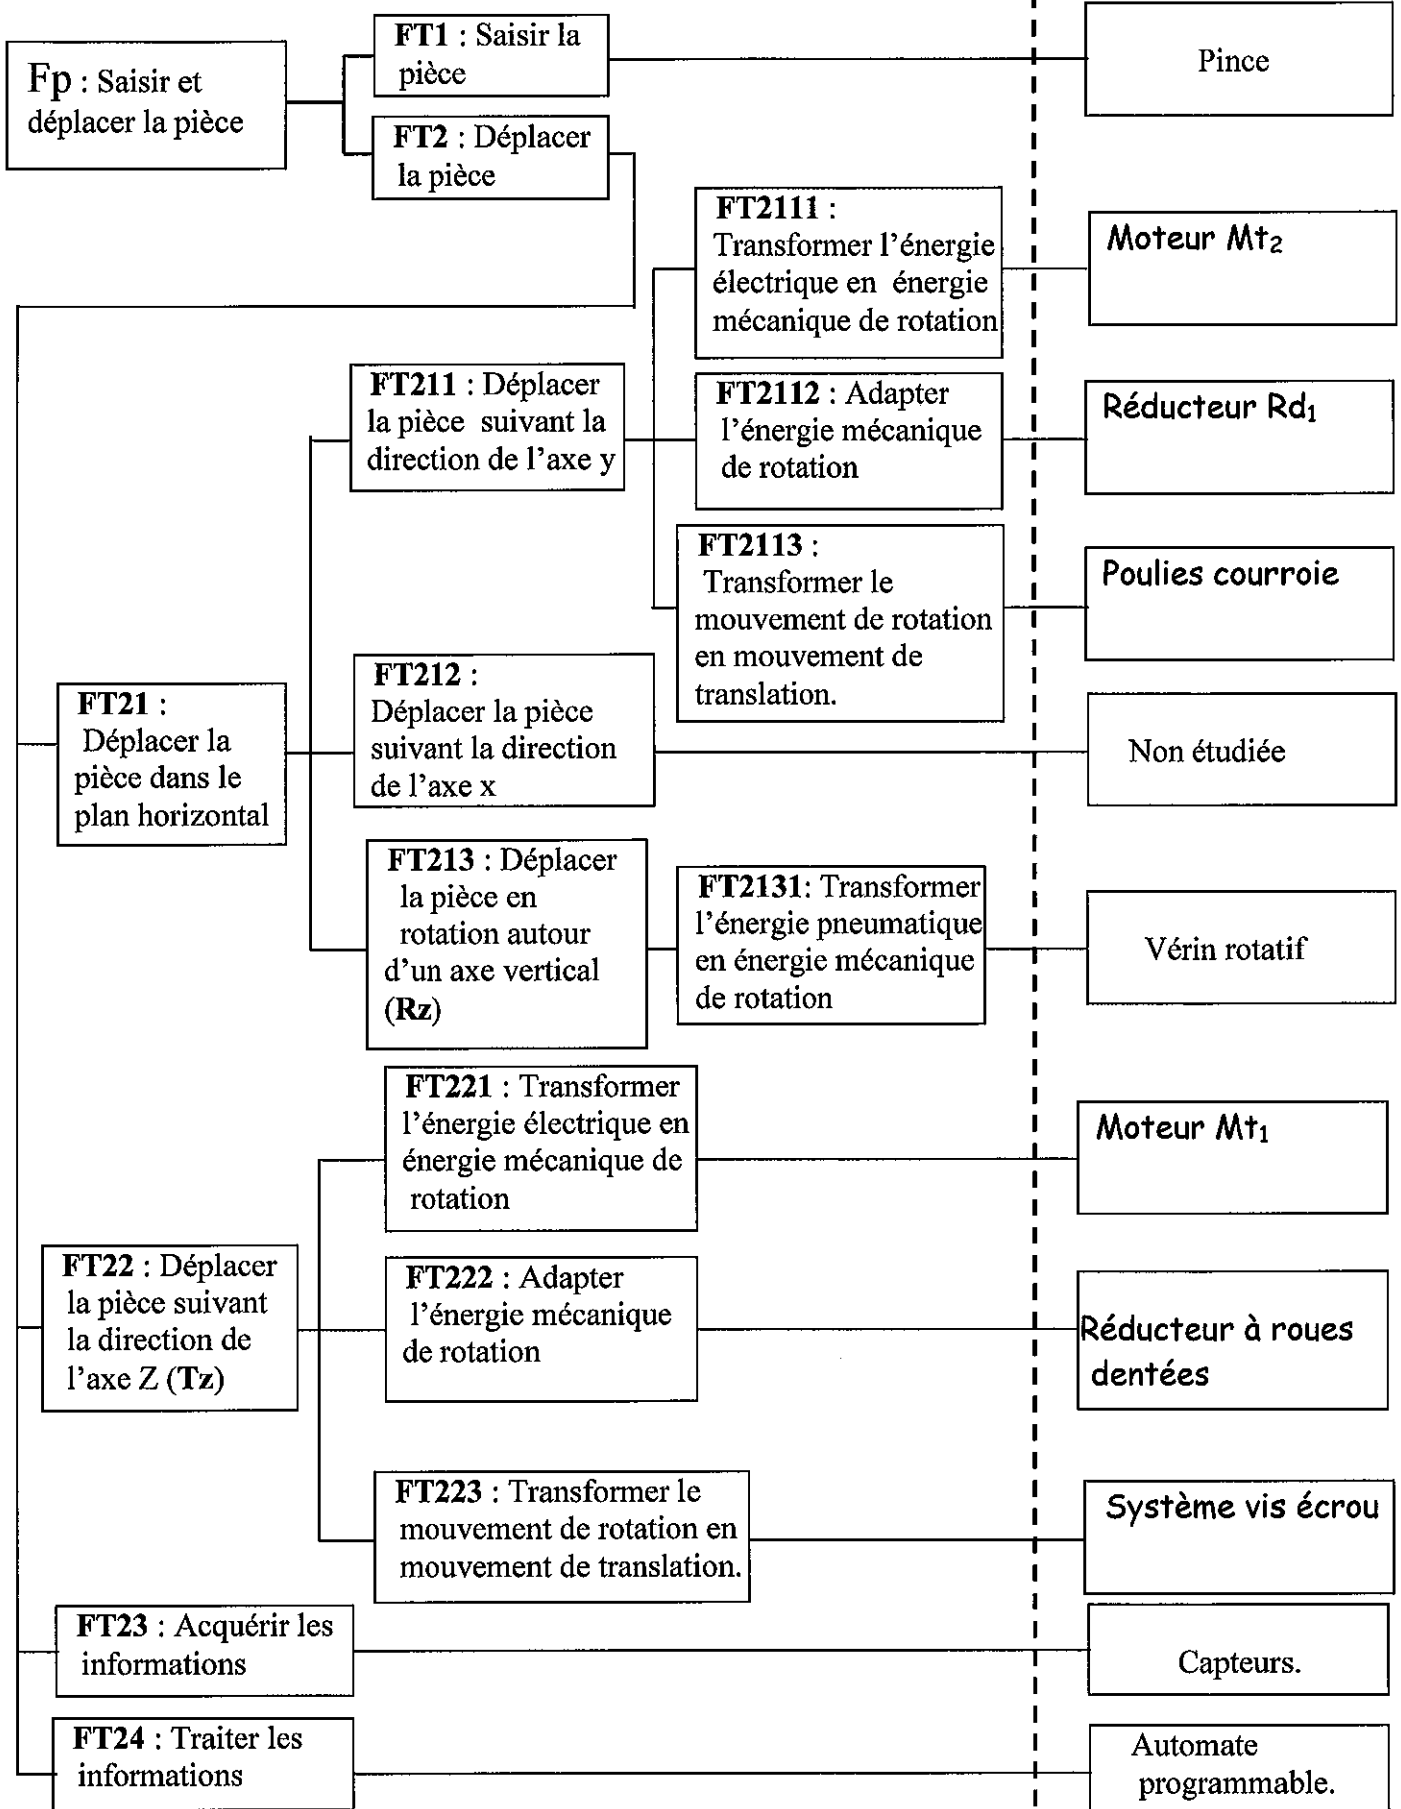 Fp : Saisir et
déplacer la pièce
FT1 : Saisir la
pièce
Pince
FT2 : Déplacer
la pièce
FT2111 :
Transformer l'énergie
électrique en énergie
mécanique de rotation
Moteur Mt₂
FT211 : Déplacer
la pièce suivant la
direction de l'axe y
FT2112 : Adapter
l'énergie mécanique
de rotation
Réducteur Rd₁
FT2113 :
Transformer le
mouvement de rotation
en mouvement de
translation.
Poulies courroie
FT21 :
Déplacer la
pièce dans le
plan horizontal
FT212 :
Déplacer la pièce
suivant la direction
de l'axe x
Non étudiée
FT213 : Déplacer
la pièce en
rotation autour
d'un axe vertical
(Rz)
FT2131: Transformer
l'énergie pneumatique
en énergie mécanique
de rotation
Vérin rotatif
FT221 : Transformer
l'énergie électrique en
énergie mécanique de
rotation
Moteur Mt₁
FT22 : Déplacer
la pièce suivant
la direction de
l'axe Z (Tz)
FT222 : Adapter
l'énergie mécanique
de rotation
Réducteur à roues
dentées
FT223 : Transformer le
mouvement de rotation en
mouvement de translation.
Système vis écrou
FT23 : Acquérir les
informations
Capteurs.
FT24 : Traiter les
informations
Automate
programmable.